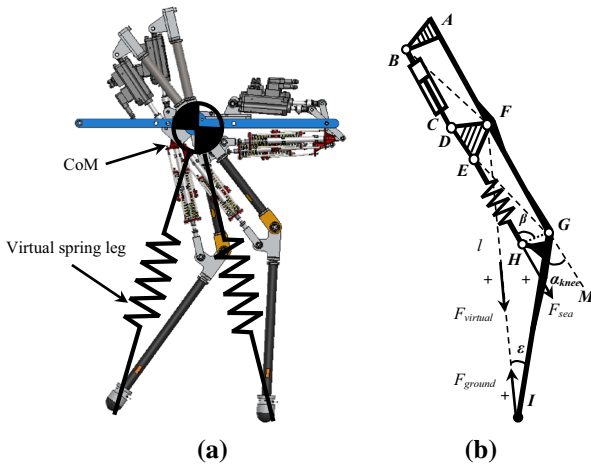 CoM
Virtual spring leg
(a)
A
B
C
D
E
F
G
β
H
l
+
+
α_knee
M
F_virtual
F_sea
ε
F_ground
+
I
(b)